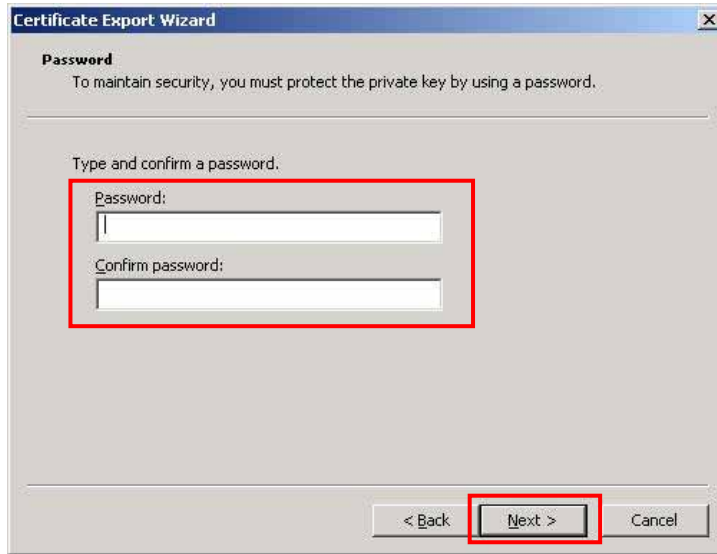 Certificate Export Wizard
Password
To maintain security, you must protect the private key by using a password.
Type and confirm a password.
Password:
Confirm password:
< Back Next > Cancel